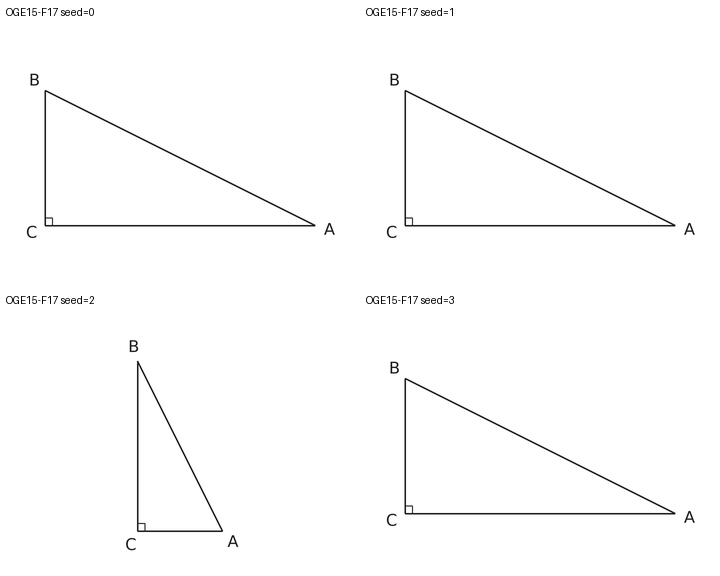 OGE15-F17 seed=0
B
C
A
OGE15-F17 seed=1
B
C
A
OGE15-F17 seed=2
B
C
A
OGE15-F17 seed=3
B
C
A